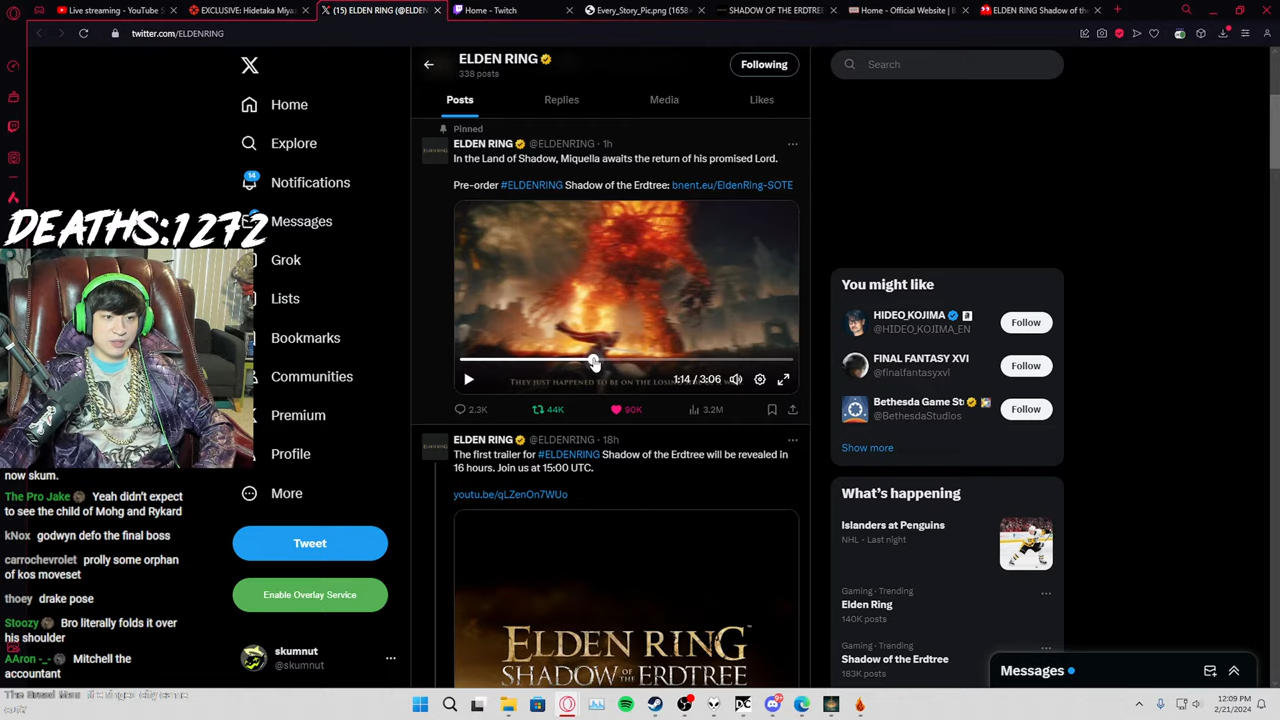 Live streaming - YouTube S
EXCLUSIVE: Hidetaka Miya
(15) ELDEN RING (@ELDEN
Home - Twitch
Every_Story_Pic.png (1658×
SHADOW OF THE ERDTREE
Home - Official Website | B
ELDEN RING Shadow of the
twitter.com/ELDENRING
ELDEN RING
338 posts
Following
Search
Posts
Replies
Media
Likes
Home
Explore
14
Notifications
Messages
Grok
Lists
Bookmarks
Communities
Premium
Profile
More
Tweet
Enable Overlay Service
skumnut
@skumnut
Pinned
ELDEN RING @ELDENRING · 1h
In the Land of Shadow, Miquella awaits the return of his promised Lord.
Pre-order #ELDENRING Shadow of the Erdtree: bnent.eu/EldenRing-SOTE
1:14 / 3:06
THEY JUST HAPPENED TO BE ON THE LOSING
2.3K
44K
90K
3.2M
ELDEN RING @ELDENRING · 18h
The first trailer for #ELDENRING Shadow of the Erdtree will be revealed in
16 hours. Join us at 15:00 UTC.
youtu.be/qLZenOn7WUo
ELDEN RING
SHADOW OF THE ERDTREE
You might like
HIDEO_KOJIMA
@HIDEO_KOJIMA_EN
Follow
FINAL FANTASY XVI
@finalfantasyxvi
Follow
Bethesda Game St
@BethesdaStudios
Follow
Show more
What's happening
Islanders at Penguins
NHL · Last night
Gaming · Trending
Elden Ring
140K posts
Gaming · Trending
Shadow of the Erdtree
183K posts
Messages
DEATHS:1272
now skum.
The Pro Jake Yeah didn't expect
to see the child of Mohg and Rykard
kNox godwyn defo the final boss
carrochevrolet prolly some orphan
of kos moveset
thoey drake pose
Stoozy Bro literally folds it over
his shoulder
AAron -_- Mitchell the
accountant
DC
9+
12:09 PM
2/21/2024